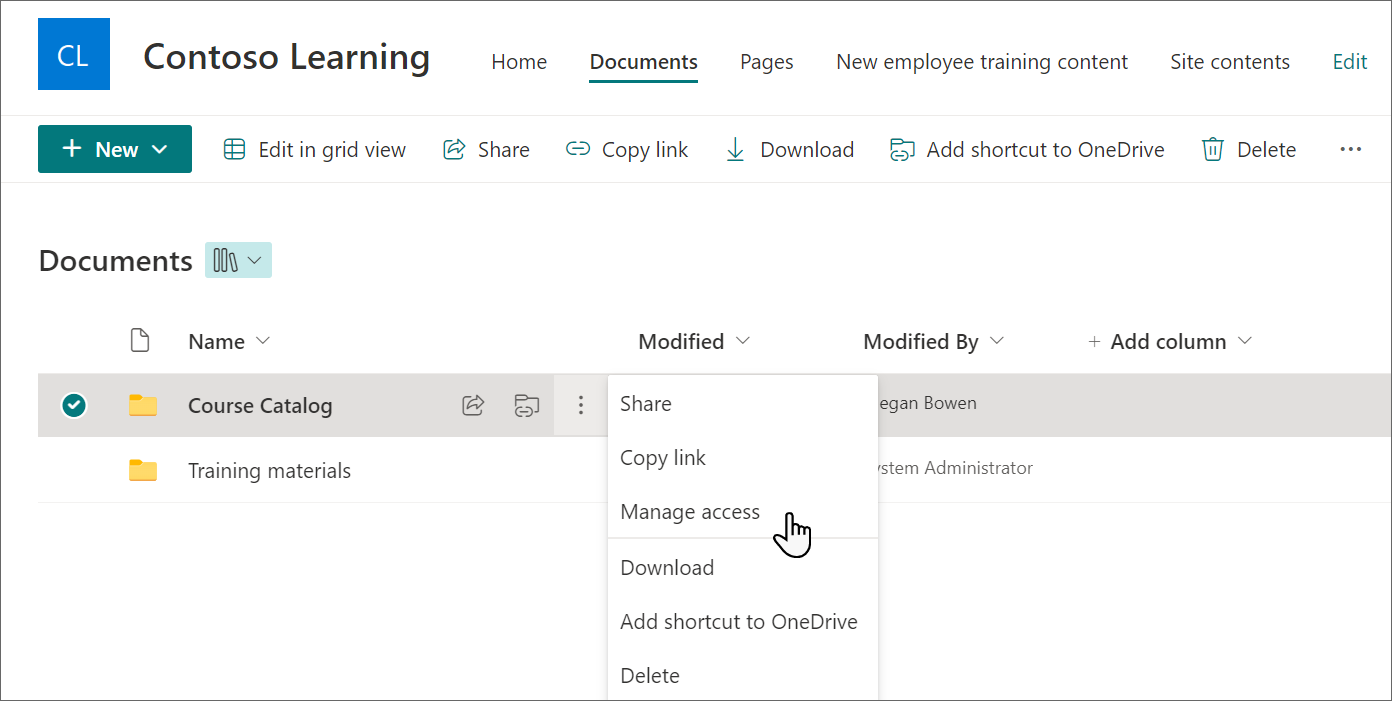 CL
Contoso Learning
Home Documents Pages New employee training content Site contents Edit
New Edit in grid view Share Copy link Download Add shortcut to OneDrive Delete
Documents
Name Modified Modified By Add column
Course Catalog Share egan Bowen
Copy link
Training materials ystem Administrator
Manage access
Download
Add shortcut to OneDrive
Delete